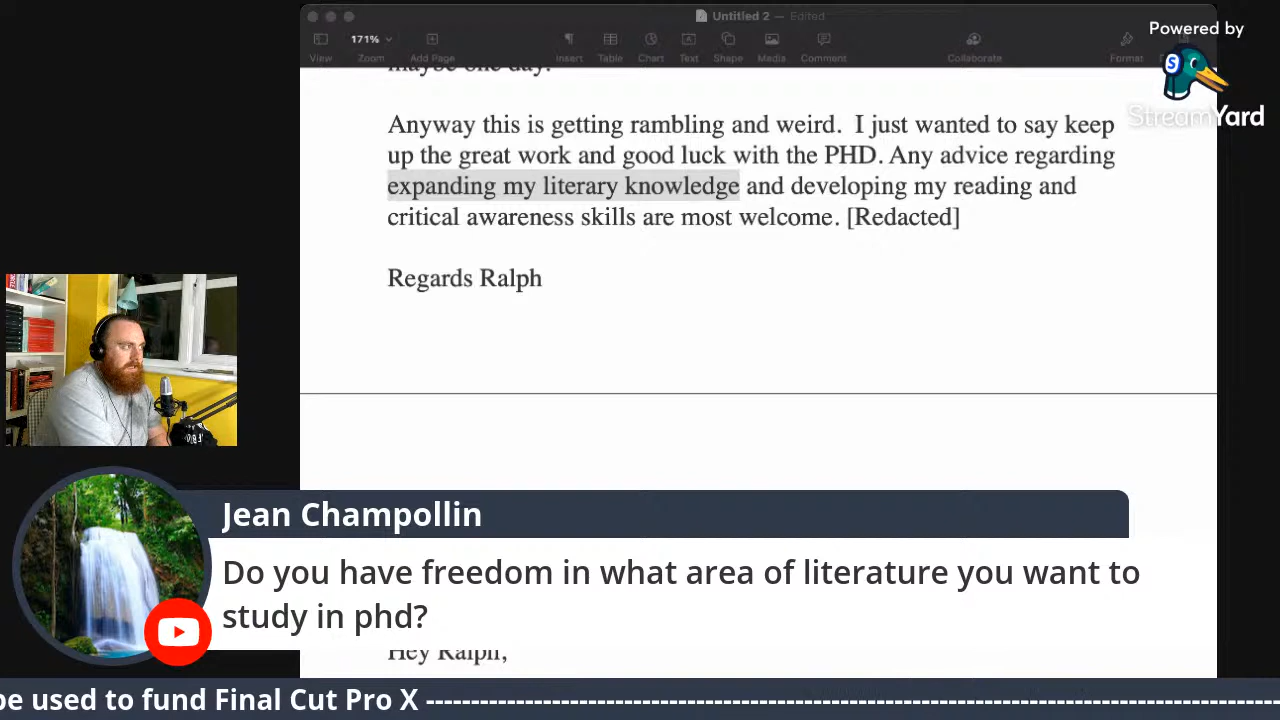 Untitled 2 — Edited
171%
View Zoom Add Page Insert Table Chart Text Shape Media Comment Collaborate Format
Powered by
StreamYard
maybe one day.
Anyway this is getting rambling and weird.  I just wanted to say keep
up the great work and good luck with the PHD. Any advice regarding
expanding my literary knowledge and developing my reading and
critical awareness skills are most welcome. [Redacted]
Regards Ralph
Jean Champollin
Do you have freedom in what area of literature you want to
study in phd?
Hey Ralph,
be used to fund Final Cut Pro X ------------------------------------------------------------